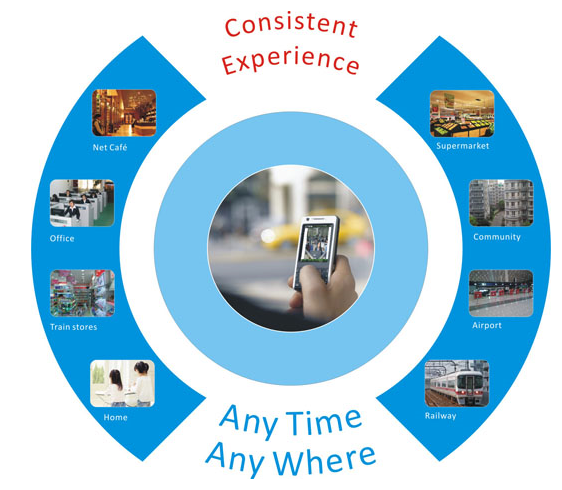 Consistent
Experience
Net Café
Office
Train stores
Home
Supermarket
Community
Airport
Railway
Any Time
Any Where